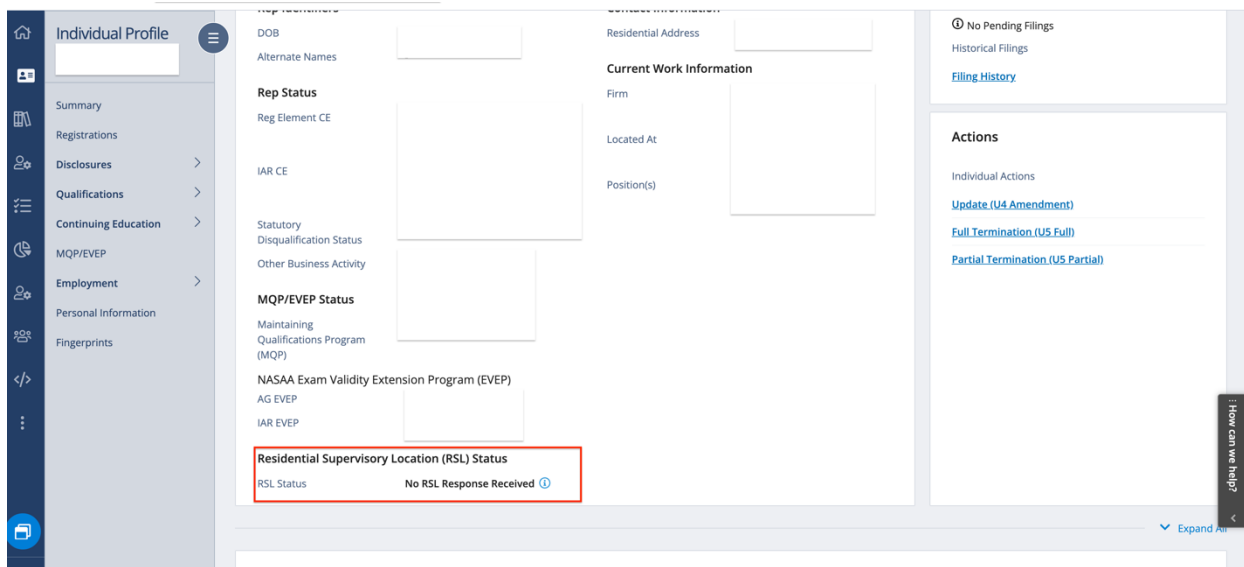 Rep Identifiers
DOB
Alternate Names
Contact Information
Residential Address
Individual Profile
Summary
Registrations
Disclosures
Qualifications
Continuing Education
MQP/EVEP
Employment
Personal Information
Fingerprints
Rep Status
Reg Element CE
IAR CE
Statutory
Disqualification Status
Other Business Activity
MQP/EVEP Status
Maintaining
Qualifications Program
(MQP)
NASAA Exam Validity Extension Program (EVEP)
AG EVEP
IAR EVEP
Residential Supervisory Location (RSL) Status
RSL Status No RSL Response Received
Current Work Information
Firm
Located At
Position(s)
No Pending Filings
Historical Filings
Filing History
Actions
Individual Actions
Update (U4 Amendment)
Full Termination (U5 Full)
Partial Termination (U5 Partial)
How can we help?
Expand All